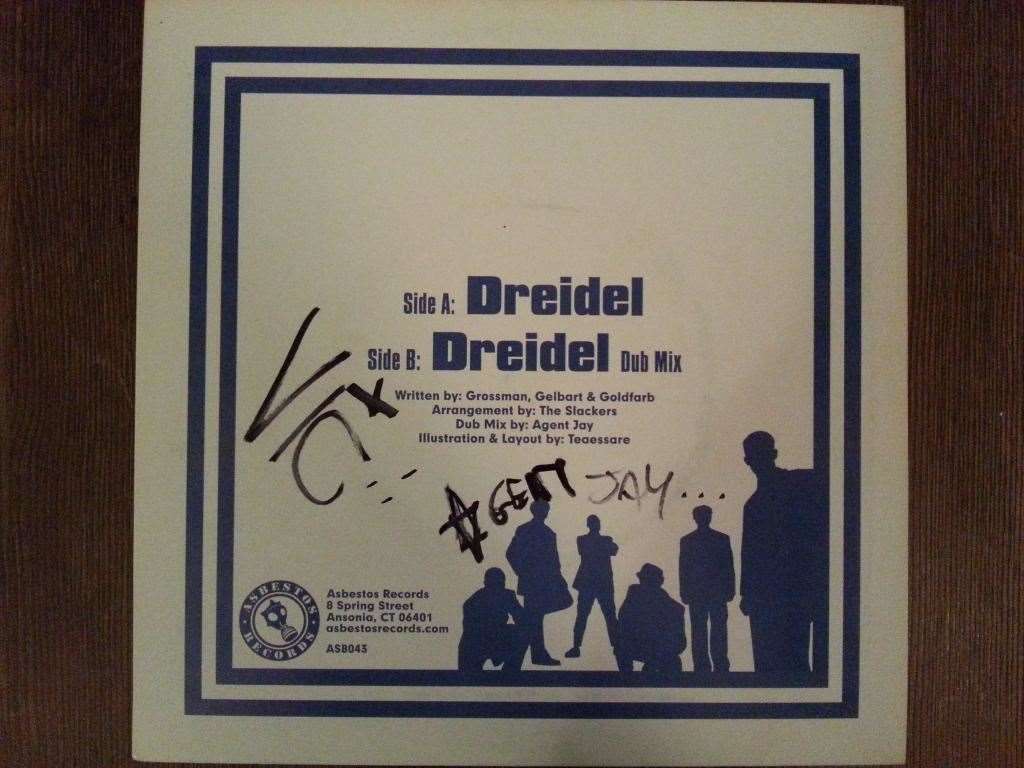 Side A: Dreidel
Side B: Dreidel Dub Mix
Written by: Grossman, Gelbart & Goldfarb
Arrangement by: The Slackers
Dub Mix by: Agent Jay
Illustration & Layout by: Teaessare
AGENT JAY...
ASBESTOS RECORDS
Asbestos Records
8 Spring Street
Ansonia, CT 06401
asbestosrecords.com
ASB043